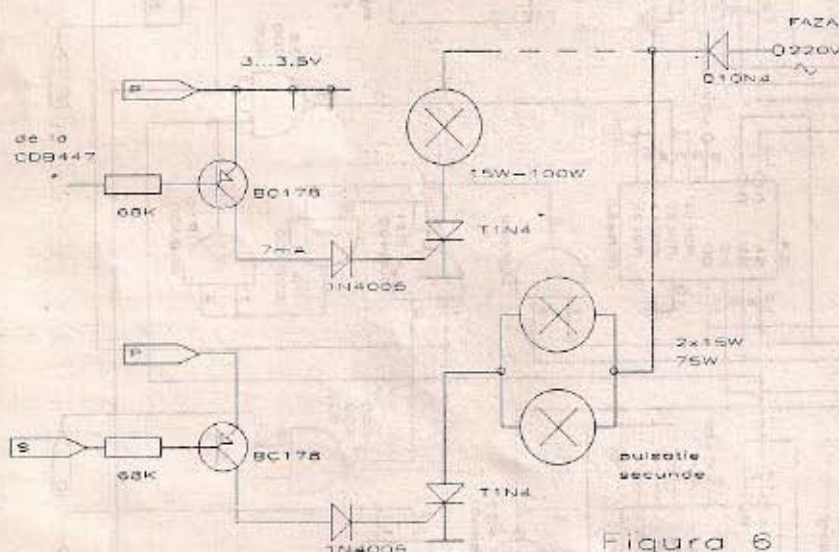 FAZA
220V
3...3.5V
D10N4
P
de la
CDB447
BC178
15W-100W
68K
T1N4
7mA
1N4005
P
2x15W
75W
S
BC178
68K
pulsatie
secunde
T1N4
1N4005
Figura 6